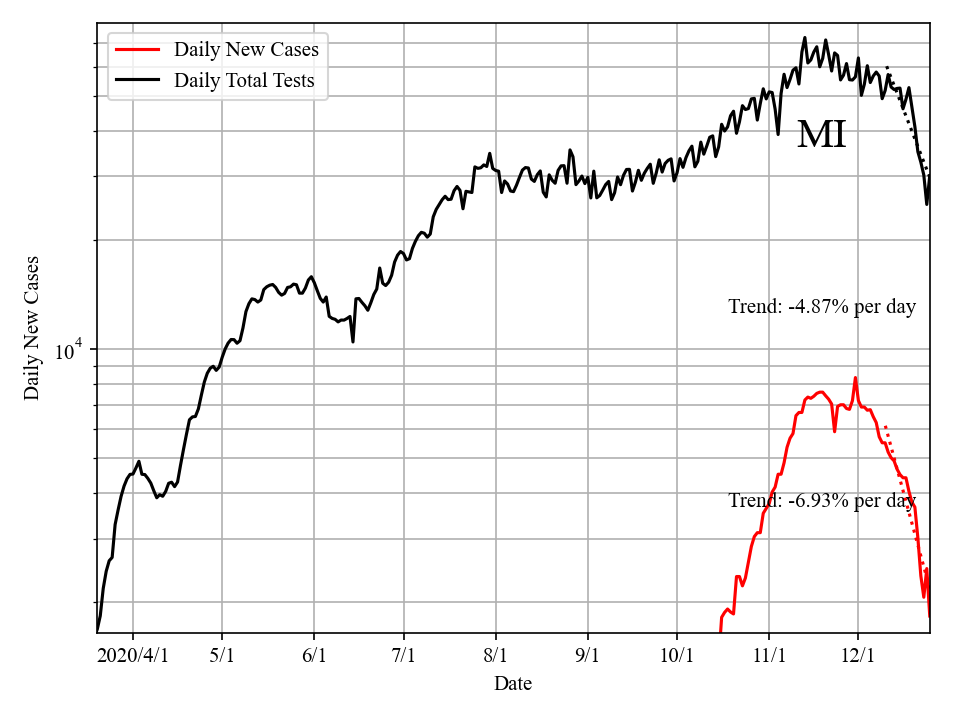 Daily New Cases
Daily Total Tests
MI
Trend: -4.87% per day
Trend: -6.93% per day
Daily New Cases
10^4
2020/4/1 5/1 6/1 7/1 8/1 9/1 10/1 11/1 12/1
Date